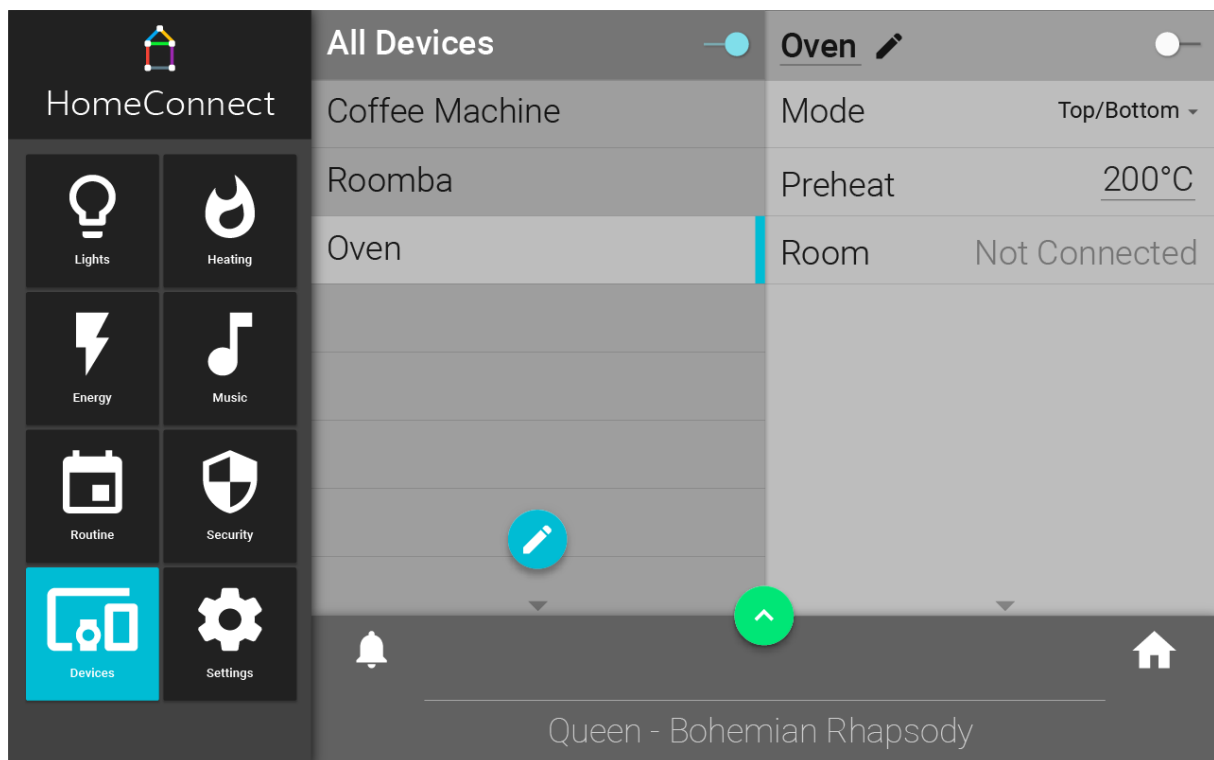 HomeConnect
Lights
Heating
Energy
Music
Routine
Security
Devices
Settings
All Devices
Coffee Machine
Roomba
Oven
Oven
Mode Top/Bottom
Preheat 200°C
Room Not Connected
Queen - Bohemian Rhapsody